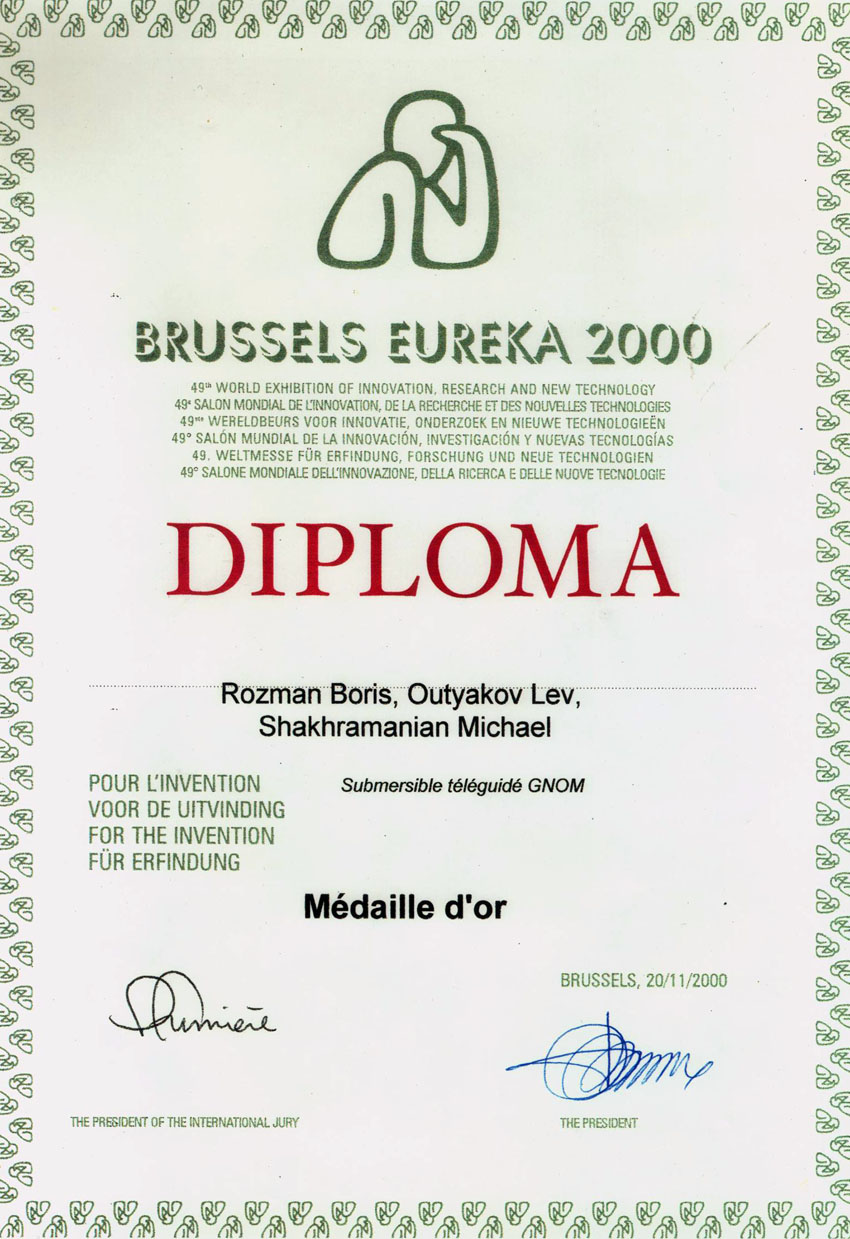 BRUSSELS EUREKA 2000
49th WORLD EXHIBITION OF INNOVATION, RESEARCH AND NEW TECHNOLOGY
49e SALON MONDIAL DE L'INNOVATION, DE LA RECHERCHE ET DES NOUVELLES TECHNOLOGIES
49ste WERELDBEURS VOOR INNOVATIE, ONDERZOEK EN NIEUWE TECHNOLOGIEËN
49° SALÓN MUNDIAL DE LA INNOVACIÓN, INVESTIGACIÓN Y NUEVAS TECNOLOGÍAS
49. WELTMESSE FÜR ERFINDUNG, FORSCHUNG UND NEUE TECHNOLOGIEN
49° SALONE MONDIALE DELL'INNOVAZIONE, DELLA RICERCA E DELLE NUOVE TECNOLOGIE
DIPLOMA
Rozman Boris, Outyakov Lev,
Shakhramanian Michael
POUR L'INVENTION
Submersible téléguidé GNOM
VOOR DE UITVINDING
FOR THE INVENTION
FÜR ERFINDUNG
Médaille d'or
BRUSSELS, 20/11/2000
THE PRESIDENT OF THE INTERNATIONAL JURY
THE PRESIDENT